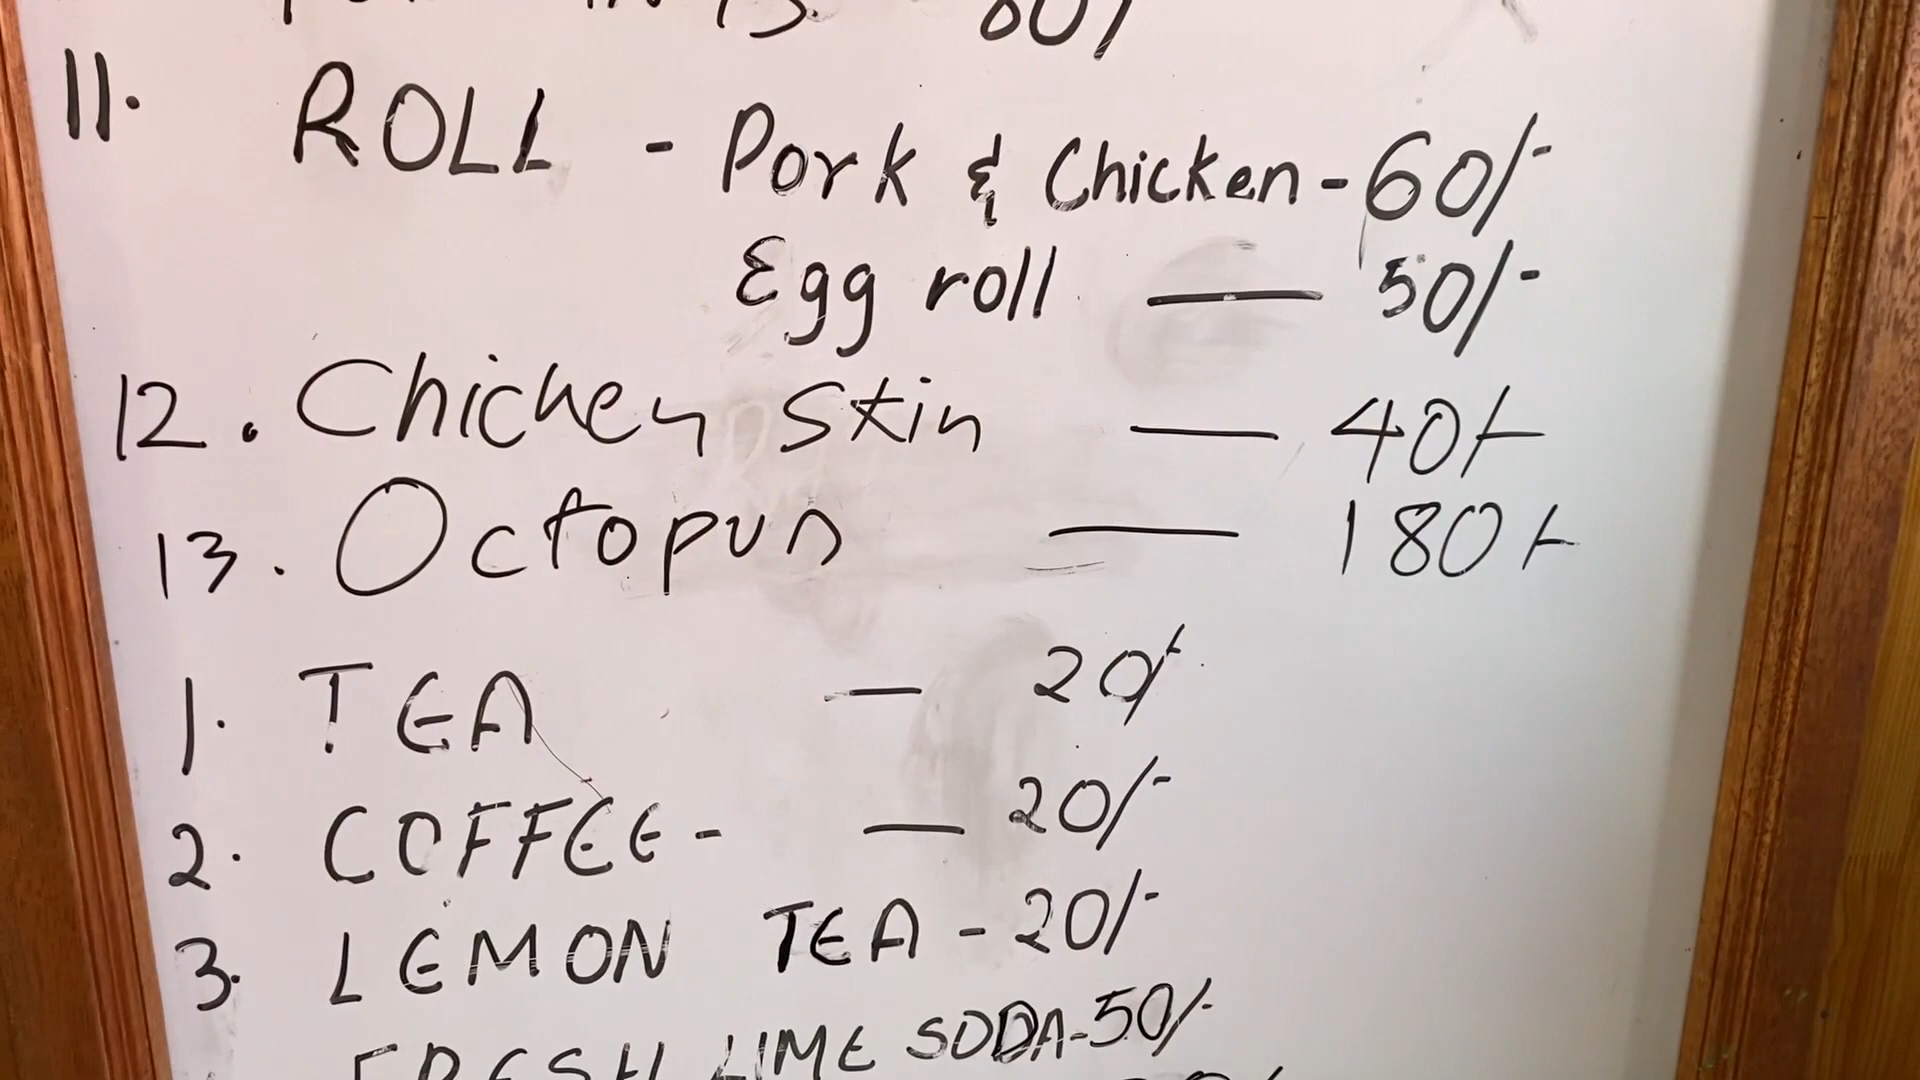 11. ROLL - Pork & Chicken - 60/-
Egg roll — 50/-
12. Chicken Skin — 40/-
13. Octopus — 180/-
1. TEA — 20/-
2. COFFEE - — 20/-
3. LEMON TEA - 20/-
FRESH LIME SODA - 50/-